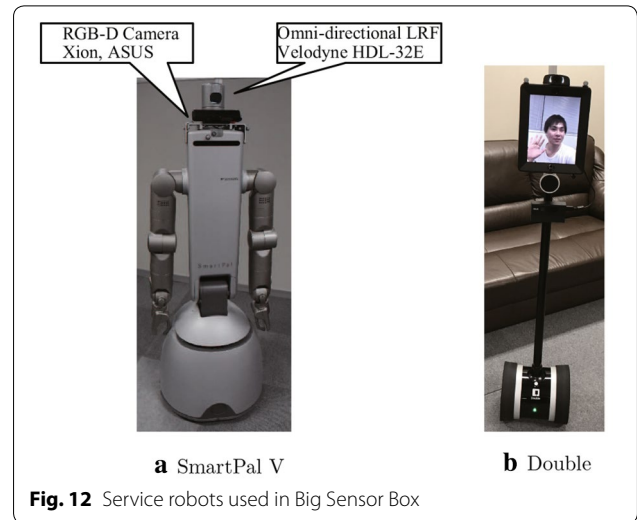 RGB-D Camera
Xion, ASUS
Omni-directional LRF
Velodyne HDL-32E
SmartPal
a SmartPal V
b Double
Fig. 12 Service robots used in Big Sensor Box